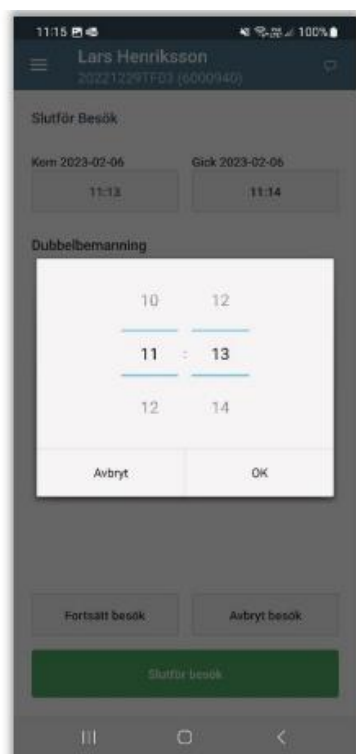 11:15 100%
Lars Henriksson
20221229TF03 (6000940)
Slutför Besök
Kom 2023-02-06 Gick 2023-02-06
11:13 11:14
Dubbelbemanning
10 12
11 : 13
12 14
Avbryt OK
Fortsätt besök Avbryt besök
Slutför besök